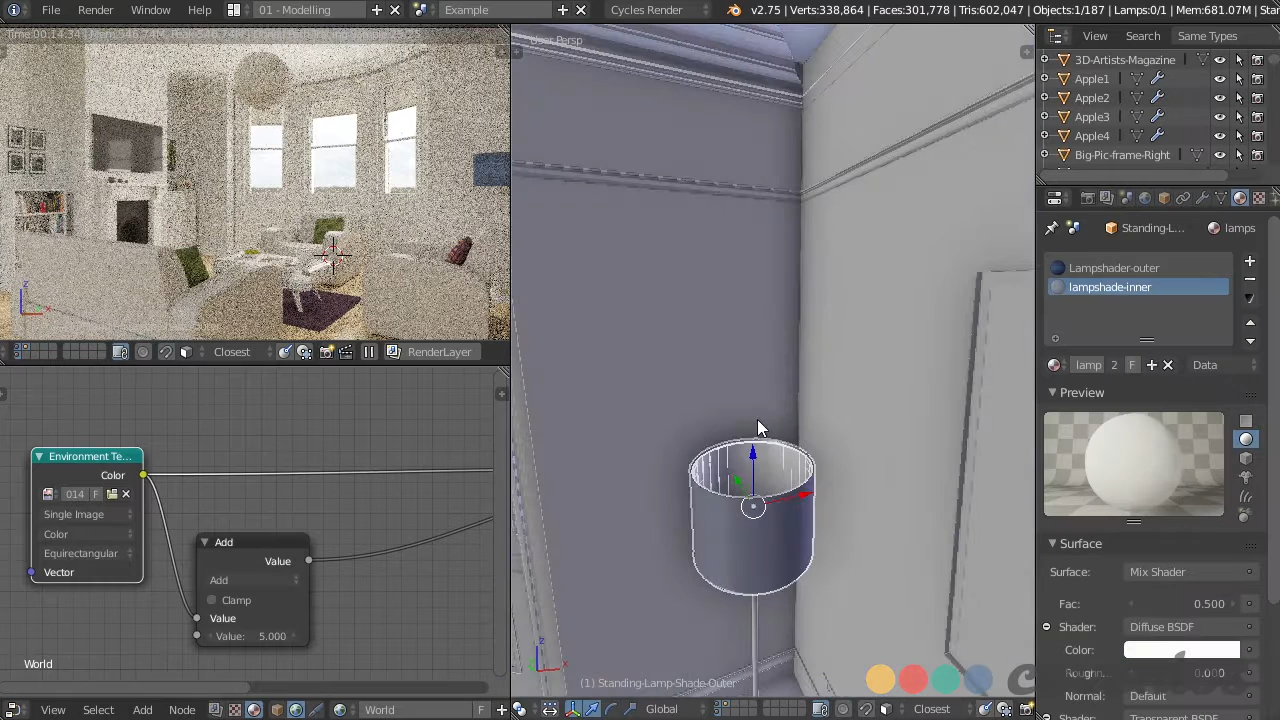 File Render Window Help 01 - Modelling Example Cycles Render v2.75 | Verts:338,864 | Faces:301,778 | Tris:602,047 | Objects:1/187 | Lamps:0/1 | Mem:681.07M | Star
User Persp
View Search Same Types
3D-Artists-Magazine
Apple1
Apple2
Apple3
Apple4
Big-Pic-frame-Right
Standing-L... lamps
Lampshader-outer
lampshade-inner
lamp 2 F Data
Preview
Surface
Surface: Mix Shader
Fac: 0.500
Shader: Diffuse BSDF
Color:
Roughn. 0.000
Normal: Default
Shader: Transparent BSDF
Closest RenderLayer
Environment Te...
Color
014 F
Single Image
Color
Equirectangular
Vector
Add
Value
Add
Clamp
Value
Value: 5.000
World
(1) Standing-Lamp-Shade-Outer
View Select Add Node World F
Global Closest